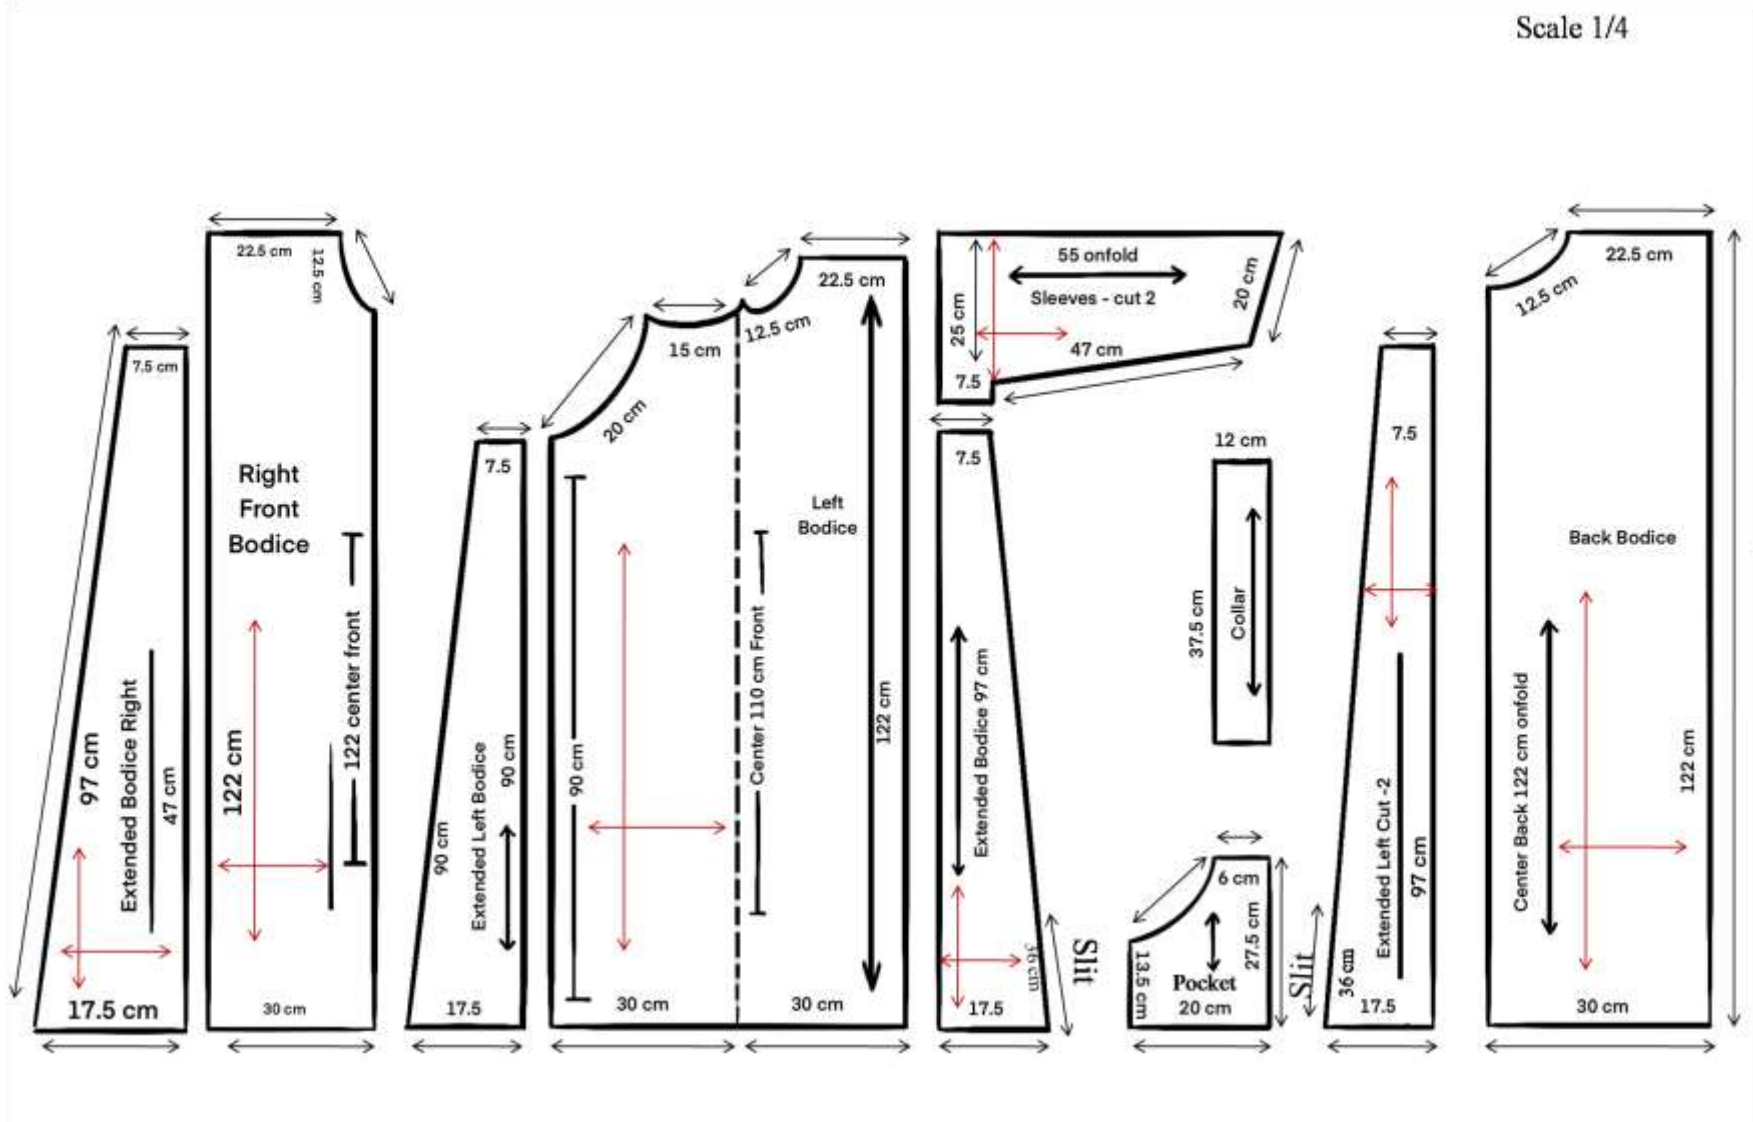 Scale 1/4
7.5 cm
97 cm
Extended Bodice Right
47 cm
17.5 cm
22.5 cm
12.5 cm
Right
Front
Bodice
122 cm
122 center front
30 cm
7.5
90 cm
Extended Left Bodice
90 cm
17.5
20 cm
15 cm
12.5 cm
22.5 cm
Left
Bodice
90 cm
Center 110 cm Front
122 cm
30 cm
30 cm
55 onfold
Sleeves - cut 2
25 cm
20 cm
47 cm
7.5
7.5
Extended Bodice 97 cm
36 cm
Slit
17.5
12 cm
37.5 cm
Collar
6 cm
13.5 cm
27.5 cm
Pocket
20 cm
7.5
Extended Left Cut -2
97 cm
Slit
36 cm
17.5
22.5 cm
12.5 cm
Back Bodice
Center Back 122 cm onfold
122 cm
30 cm